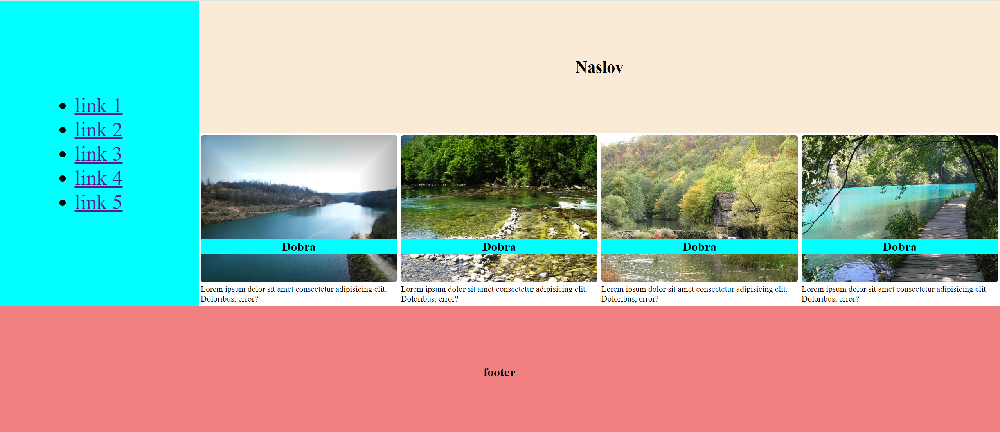 Naslov
link 1
link 2
link 3
link 4
link 5
Dobra
Lorem ipsum dolor sit amet consectetur adipisicing elit.
Doloribus, error?
Dobra
Lorem ipsum dolor sit amet consectetur adipisicing elit.
Doloribus, error?
Dobra
Lorem ipsum dolor sit amet consectetur adipisicing elit.
Doloribus, error?
Dobra
Lorem ipsum dolor sit amet consectetur adipisicing elit.
Doloribus, error?
footer